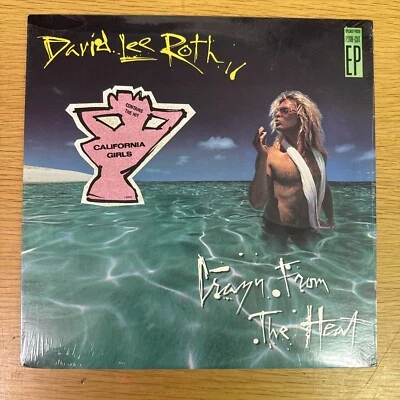 David Lee Roth
EP
CONTAINS
THE HIT
CALIFORNIA
GIRLS
Crazy From
The Heat